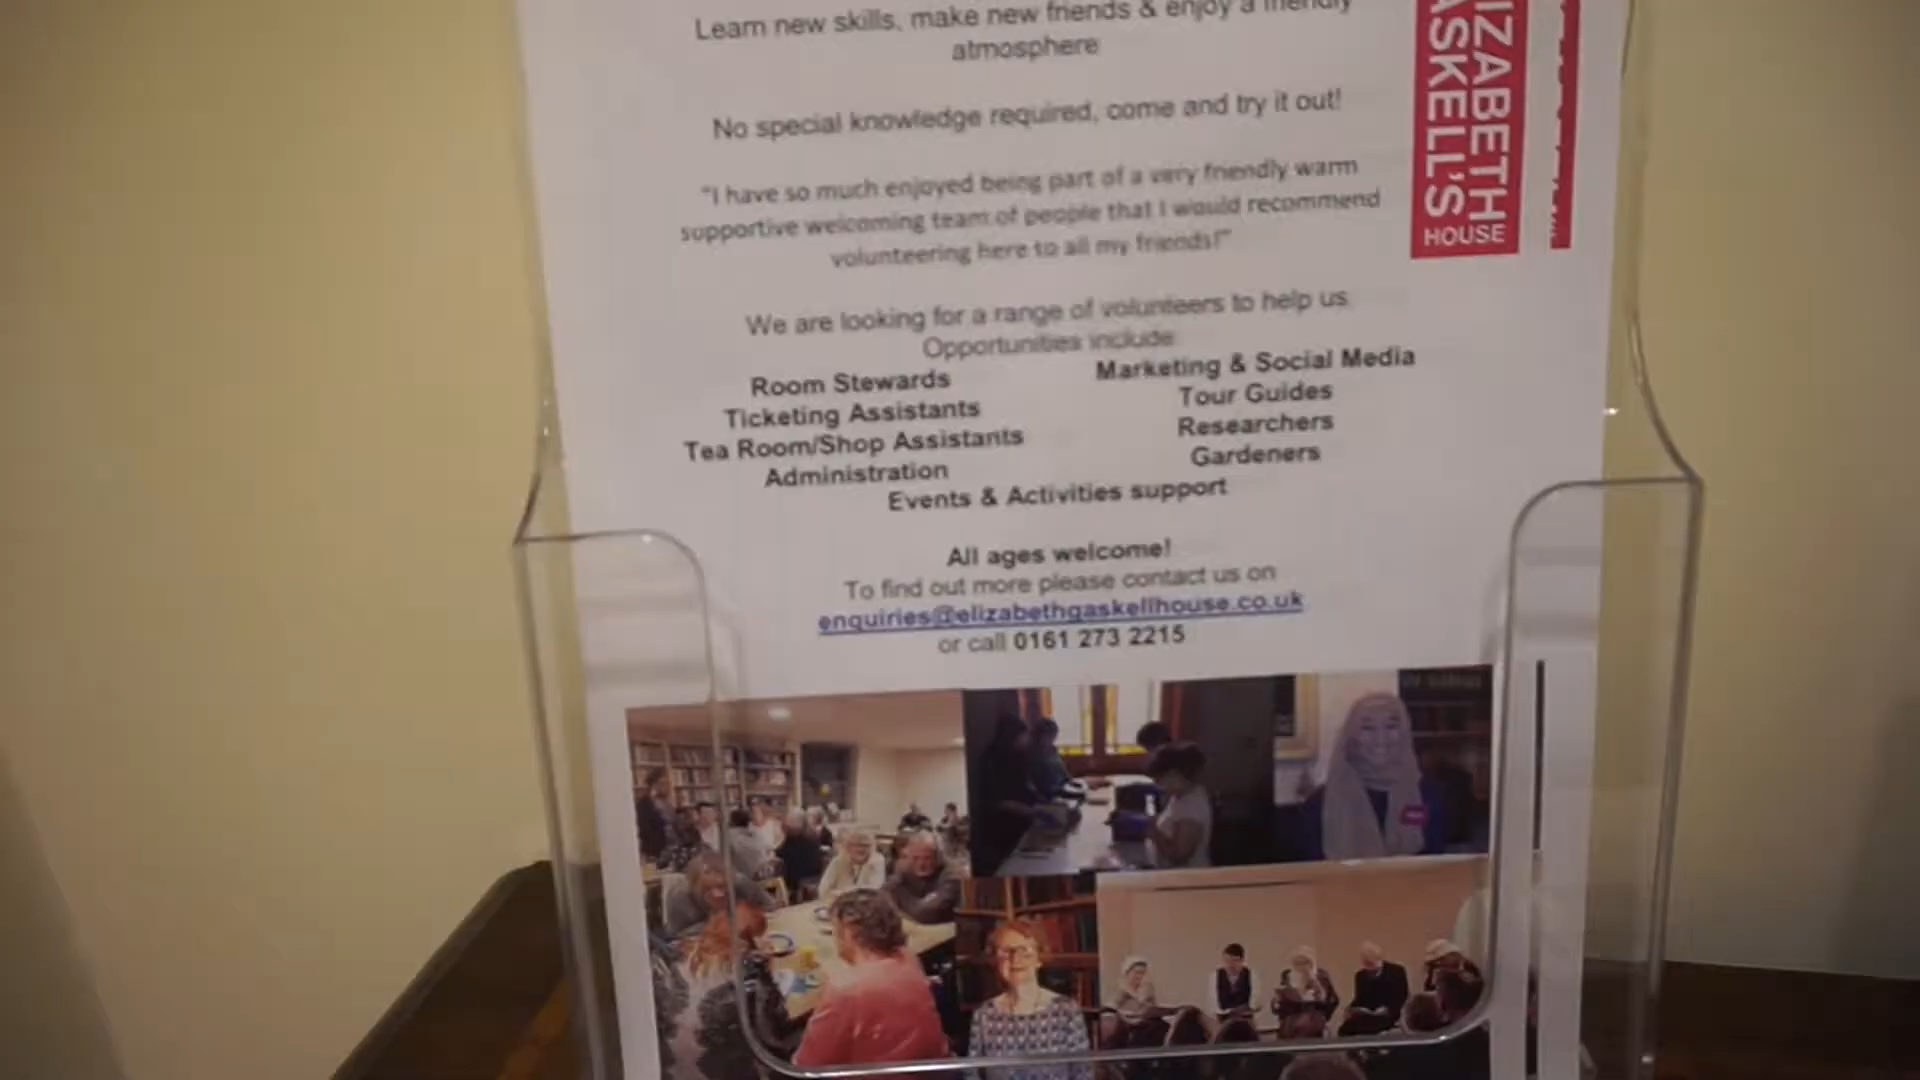 Learn new skills, make new friends & enjoy a friendly
atmosphere
No special knowledge required, come and try it out!
"I have so much enjoyed being part of a very friendly warm
supportive welcoming team of people that I would recommend
volunteering here to all my friends!"
We are looking for a range of volunteers to help us.
Opportunities include:
Room Stewards
Ticketing Assistants
Tea Room/Shop Assistants
Administration
Marketing & Social Media
Tour Guides
Researchers
Gardeners
Events & Activities support
All ages welcome!
To find out more please contact us on
enquiries@elizabethgaskellhouse.co.uk
or call 0161 273 2215
IZABETH
ASKELL'S
HOUSE